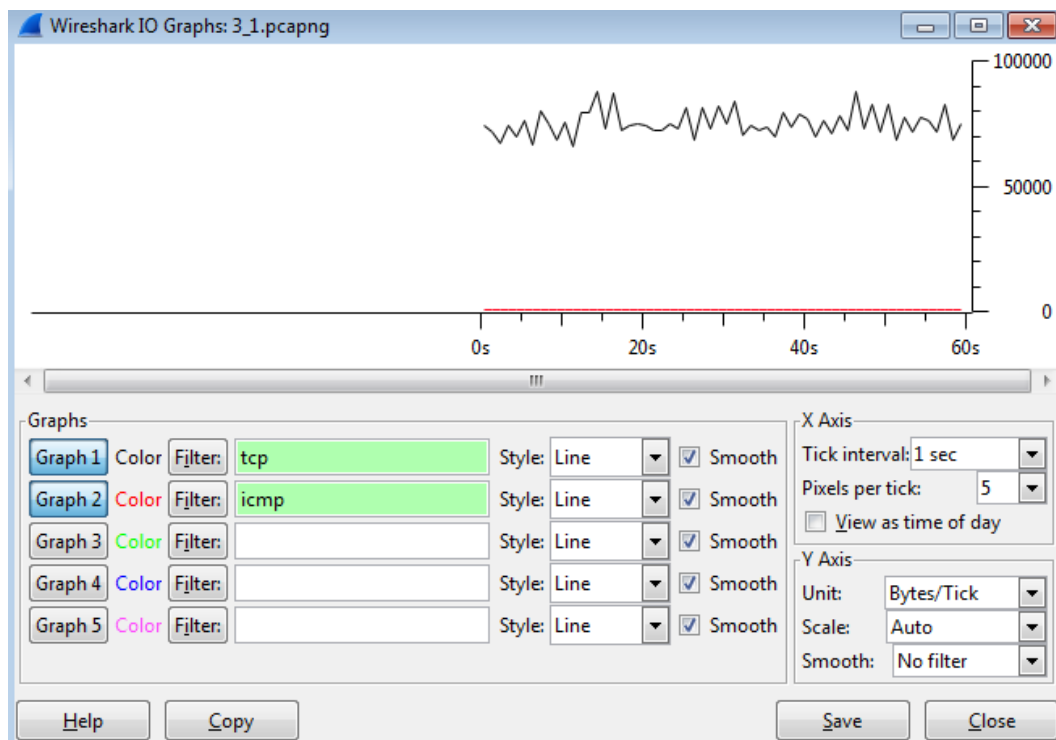 Wireshark IO Graphs: 3_1.pcapng
100000
50000
0
0s 20s 40s 60s
Graphs
Graph 1 Color Filter: tcp Style: Line Smooth
Graph 2 Color Filter: icmp Style: Line Smooth
Graph 3 Color Filter: Style: Line Smooth
Graph 4 Color Filter: Style: Line Smooth
Graph 5 Color Filter: Style: Line Smooth
X Axis
Tick interval: 1 sec
Pixels per tick: 5
View as time of day
Y Axis
Unit: Bytes/Tick
Scale: Auto
Smooth: No filter
Help Copy Save Close